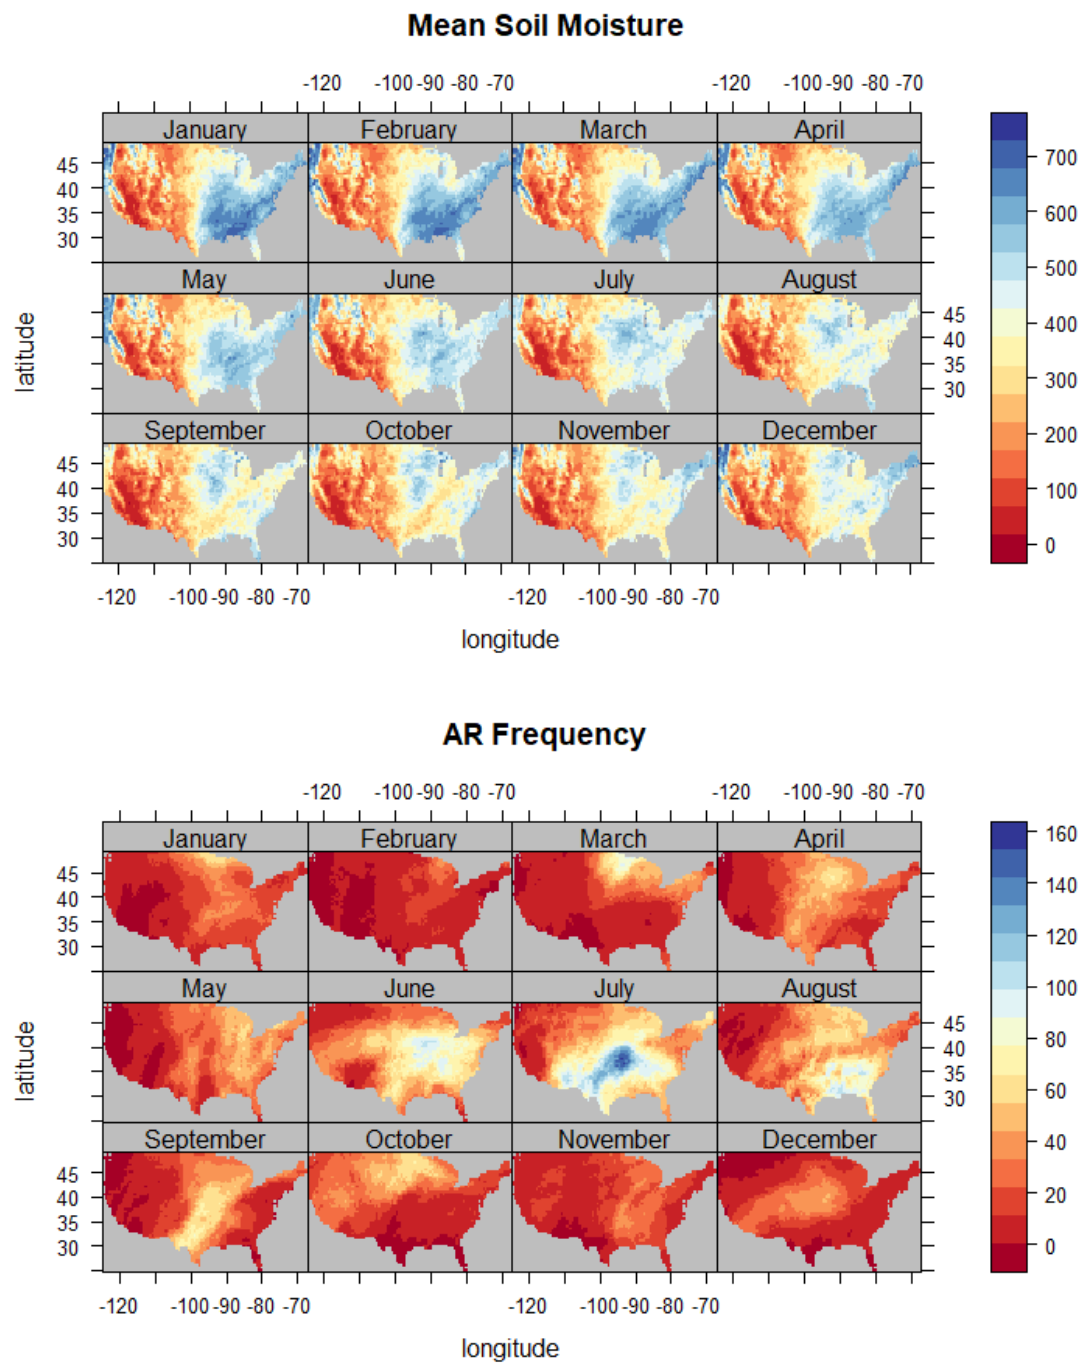 Mean Soil Moisture
-120 -100 -90 -80 -70 -120 -100 -90 -80 -70
January February March April
45
40
35
30
May June July August
45
40
35
30
September October November December
45
40
35
30
-120 -100 -90 -80 -70 -120 -100 -90 -80 -70
latitude
longitude
700
600
500
400
300
200
100
0
AR Frequency
-120 -100 -90 -80 -70 -120 -100 -90 -80 -70
January February March April
45
40
35
30
May June July August
45
40
35
30
September October November December
45
40
35
30
-120 -100 -90 -80 -70 -120 -100 -90 -80 -70
latitude
longitude
160
140
120
100
80
60
40
20
0